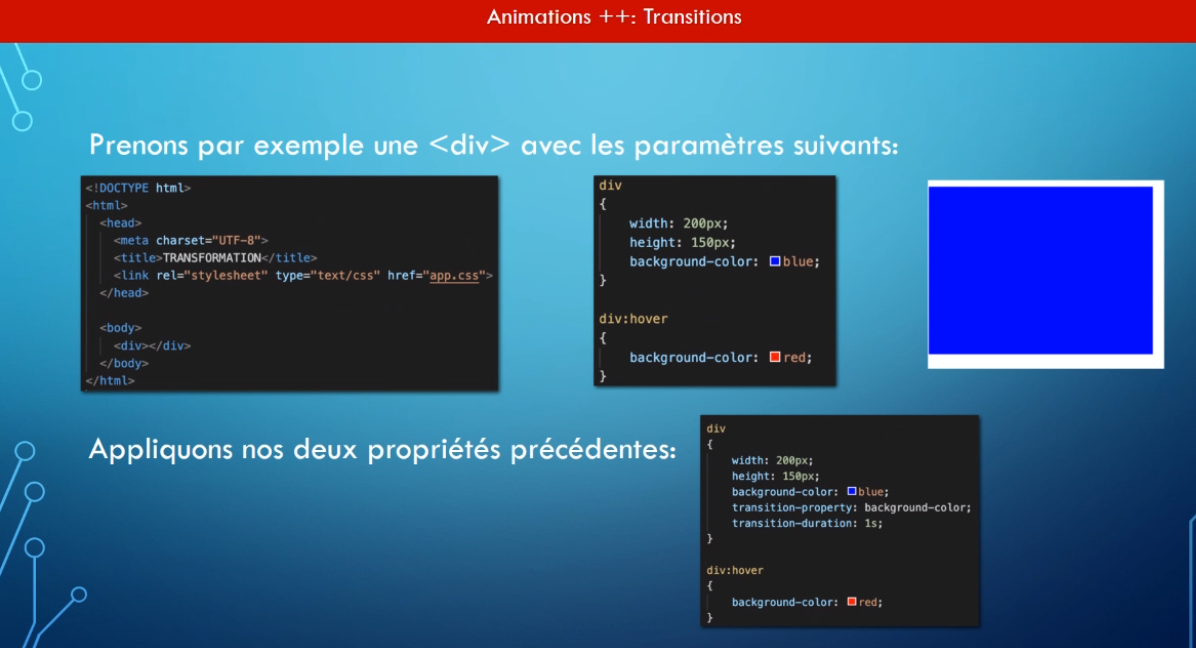 Animations ++: Transitions
Prenons par exemple une <div> avec les paramètres suivants:
<!DOCTYPE html>
<html>
<head>
<meta charset="UTF-8">
<title>TRANSFORMATION</title>
<link rel="stylesheet" type="text/css" href="app.css">
</head>
<body>
<div></div>
</body>
</html>
div
{
width: 200px;
height: 150px;
background-color: blue;
}
div:hover
{
background-color: red;
}
Appliquons nos deux propriétés précédentes:
div
{
width: 200px;
height: 150px;
background-color: blue;
transition-property: background-color;
transition-duration: 1s;
}
div:hover
{
background-color: red;
}